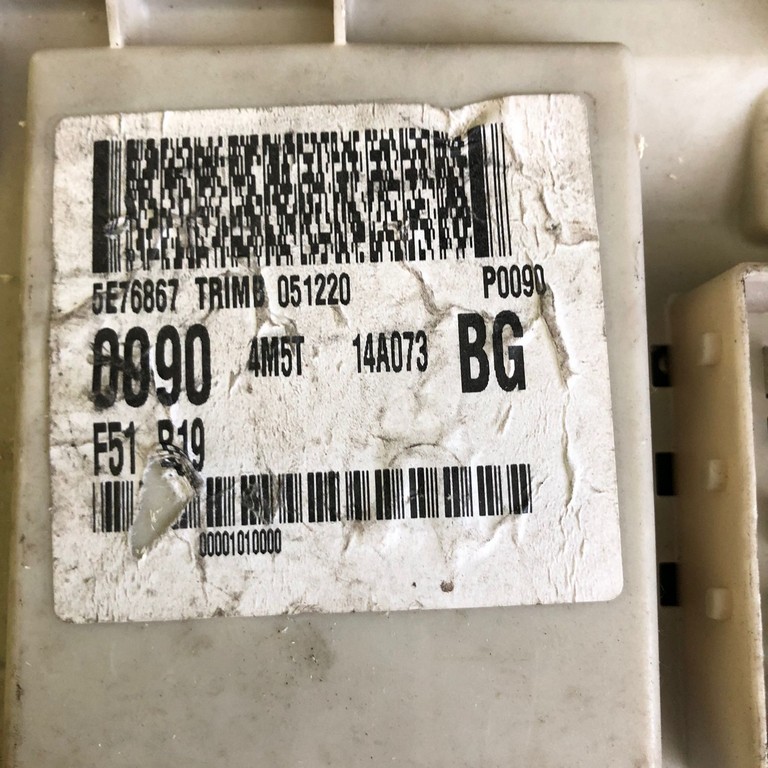 5E76867 TRIMB 051220 P0090
0090 4M5T 14A073 BG
F51 B19
00001010000